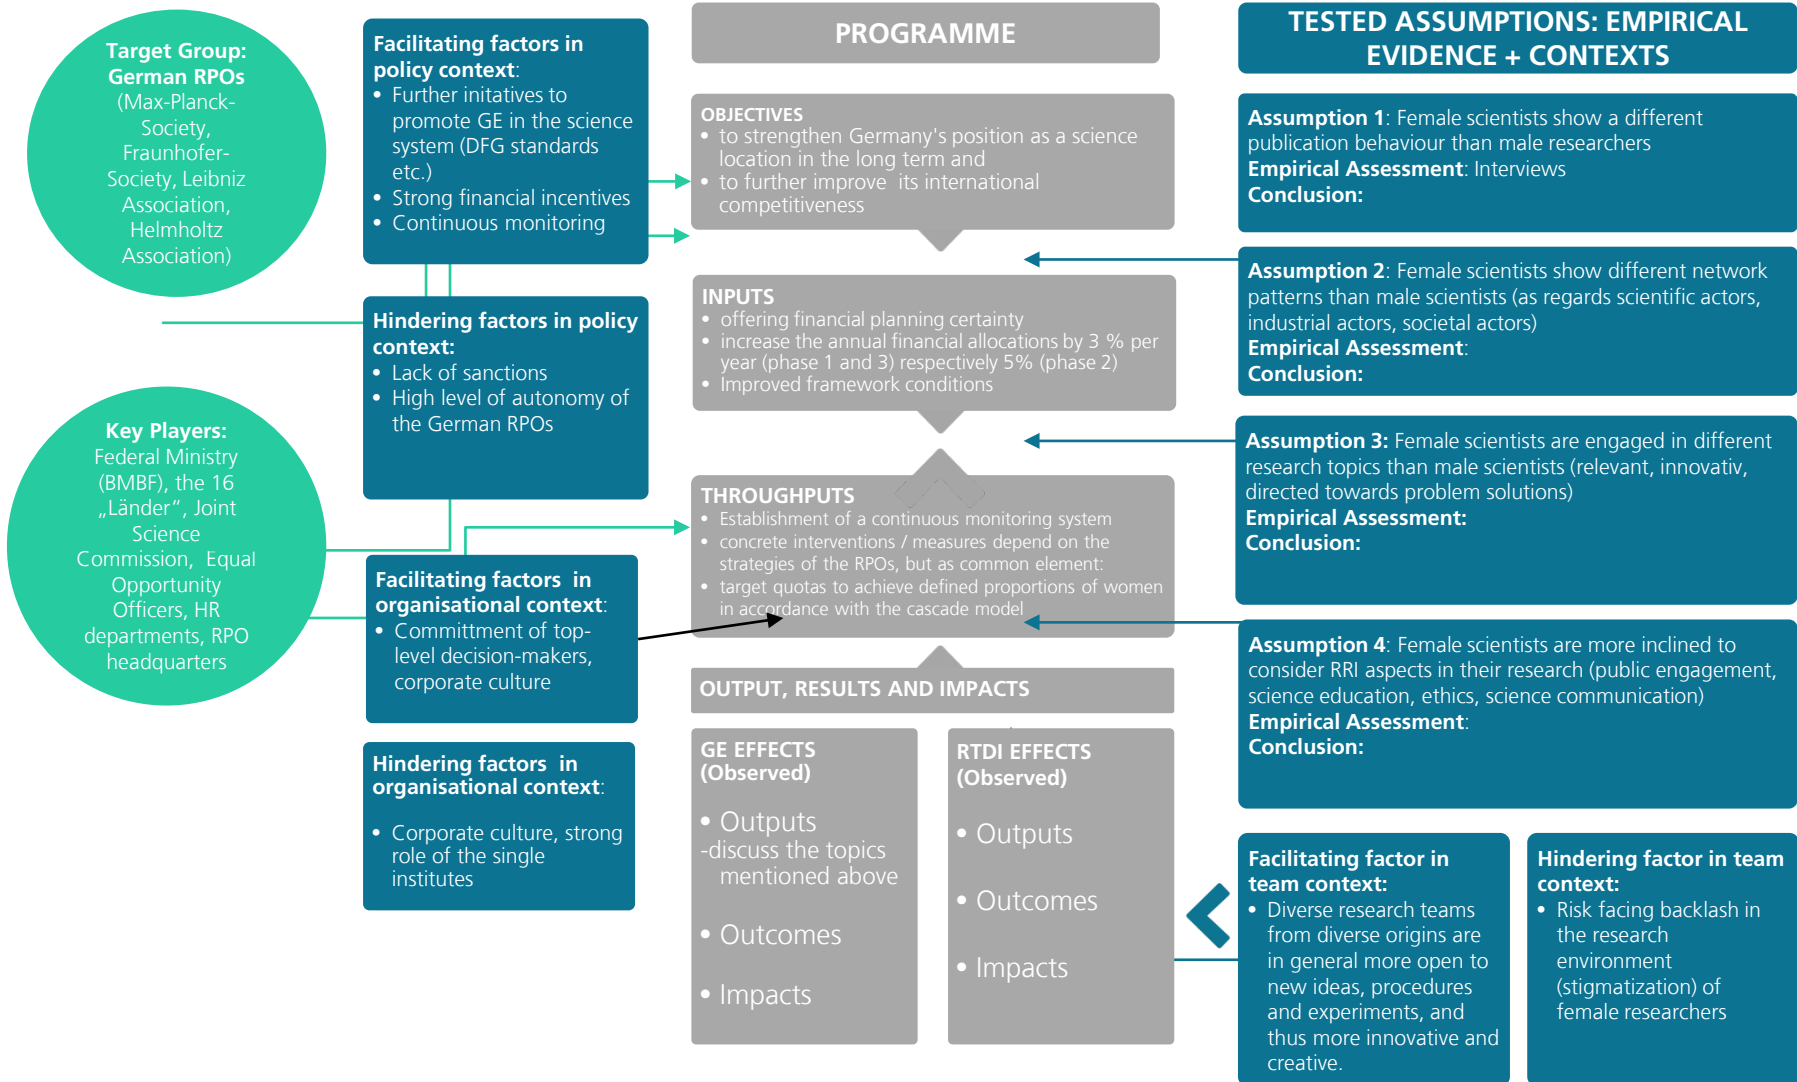 Target Group:
German RPOs
(Max-Planck-
Society,
Fraunhofer-
Society, Leibniz
Association,
Helmholtz
Association)
Key Players:
Federal Ministry
(BMBF), the 16
„Länder“, Joint
Science
Commission, Equal
Opportunity
Officers, HR
departments, RPO
headquarters
Facilitating factors in
policy context:
• Further initatives to
promote GE in the science
system (DFG standards
etc.)
• Strong financial incentives
• Continuous monitoring
Hindering factors in policy
context:
• Lack of sanctions
• High level of autonomy of
the German RPOs
Facilitating factors in
organisational context:
• Committment of top-
level decision-makers,
corporate culture
Hindering factors in
organisational context:
• Corporate culture, strong
role of the single
institutes
PROGRAMME
OBJECTIVES
• to strengthen Germany's position as a science
location in the long term and
• to further improve its international
competitiveness
INPUTS
• offering financial planning certainty
• increase the annual financial allocations by 3 % per
year (phase 1 and 3) respectively 5% (phase 2)
• Improved framework conditions
THROUGHPUTS
• Establishment of a continuous monitoring system
• concrete interventions / measures depend on the
strategies of the RPOs, but as common element:
• target quotas to achieve defined proportions of women
in accordance with the cascade model
OUTPUT, RESULTS AND IMPACTS
GE EFFECTS
(Observed)
• Outputs
-discuss the topics
mentioned above
• Outcomes
• Impacts
RTDI EFFECTS
(Observed)
• Outputs
• Outcomes
• Impacts
TESTED ASSUMPTIONS: EMPIRICAL
EVIDENCE + CONTEXTS
Assumption 1: Female scientists show a different
publication behaviour than male researchers
Empirical Assessment: Interviews
Conclusion:
Assumption 2: Female scientists show different network
patterns than male scientists (as regards scientific actors,
industrial actors, societal actors)
Empirical Assessment:
Conclusion:
Assumption 3: Female scientists are engaged in different
research topics than male scientists (relevant, innovativ,
directed towards problem solutions)
Empirical Assessment:
Conclusion:
Assumption 4: Female scientists are more inclined to
consider RRI aspects in their research (public engagement,
science education, ethics, science communication)
Empirical Assessment:
Conclusion:
Facilitating factor in
team context:
• Diverse research teams
from diverse origins are
in general more open to
new ideas, procedures
and experiments, and
thus more innovative and
creative.
Hindering factor in team
context:
• Risk facing backlash in
the research
environment
(stigmatization) of
female researchers